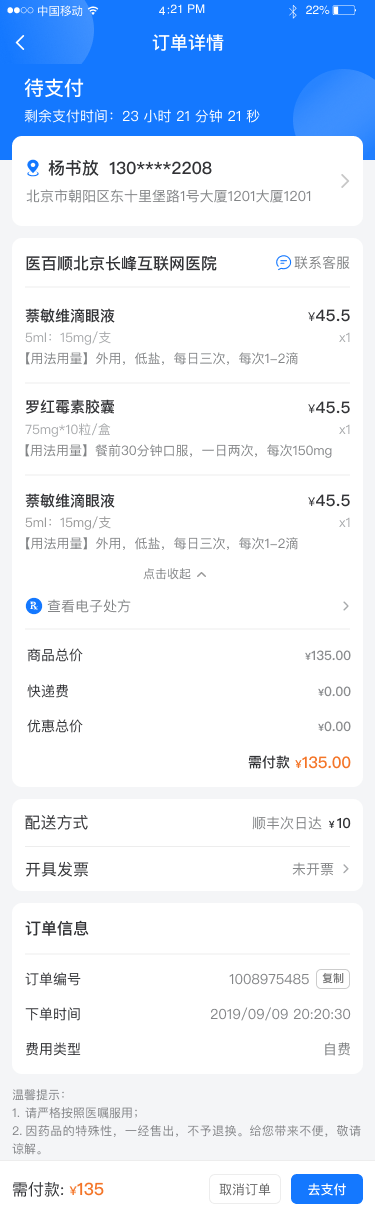 中国移动 4:21 PM 22%
订单详情
待支付
剩余支付时间：23 小时 21 分钟 21 秒
杨书放 130****2208
北京市朝阳区东十里堡路1号大厦1201大厦1201
医百顺北京长峰互联网医院 联系客服
萘敏维滴眼液 ¥45.5
5ml：15mg/支 x1
【用法用量】外用，低盐，每日三次，每次1-2滴
罗红霉素胶囊 ¥45.5
75mg*10粒/盒 x1
【用法用量】餐前30分钟口服，一日两次，每次150mg
萘敏维滴眼液 ¥45.5
5ml：15mg/支 x1
【用法用量】外用，低盐，每日三次，每次1-2滴
点击收起
R 查看电子处方
商品总价 ¥135.00
快递费 ¥0.00
优惠总价 ¥0.00
需付款 ¥135.00
配送方式 顺丰次日达 ¥10
开具发票 未开票
订单信息
订单编号 1008975485 复制
下单时间 2019/09/09 20:20:30
费用类型 自费
温馨提示：
1. 请严格按照医嘱服用；
2. 因药品的特殊性，一经售出，不予退换。给您带来不便，敬请
谅解。
需付款: ¥135 取消订单 去支付